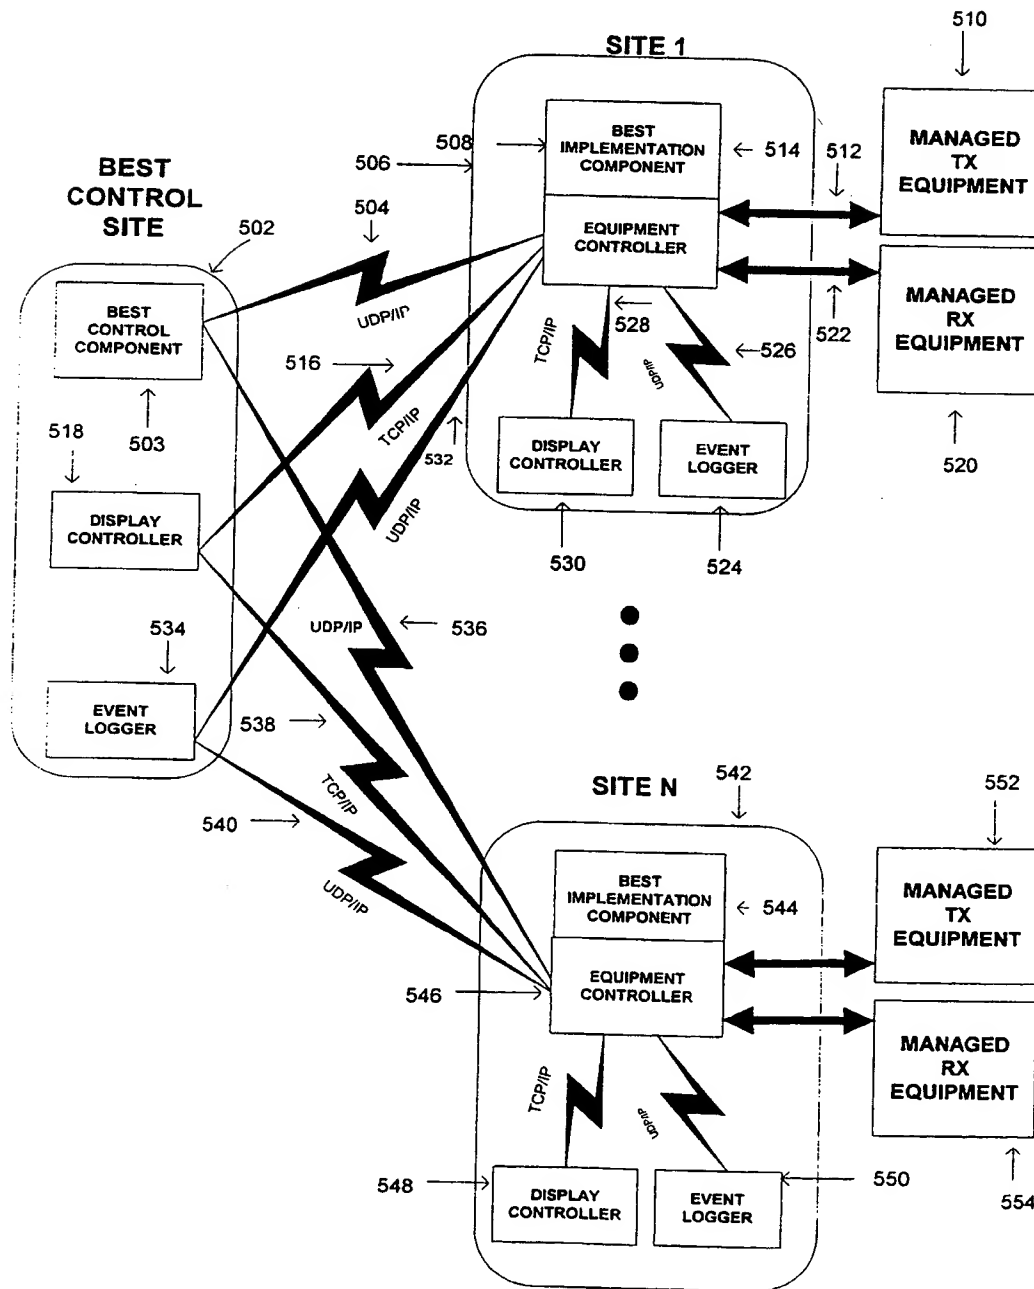 510
SITE 1
BEST
IMPLEMENTATION
COMPONENT
508
506
514
512
MANAGED
TX
EQUIPMENT
BEST
CONTROL
SITE
504
502
EQUIPMENT
CONTROLLER
UDP/IP
BEST
CONTROL
COMPONENT
516
528
TCP/IP
526
UDP/IP
522
MANAGED
RX
EQUIPMENT
518
503
TCP/IP
532
DISPLAY
CONTROLLER
EVENT
LOGGER
520
DISPLAY
CONTROLLER
UDP/IP
530
524
534
UDP/IP
536
EVENT
LOGGER
538
TCP/IP
SITE N
542
552
540
UDP/IP
BEST
IMPLEMENTATION
COMPONENT
544
MANAGED
TX
EQUIPMENT
546
EQUIPMENT
CONTROLLER
MANAGED
RX
EQUIPMENT
TCP/IP
UDP/IP
548
DISPLAY
CONTROLLER
EVENT
LOGGER
550
554